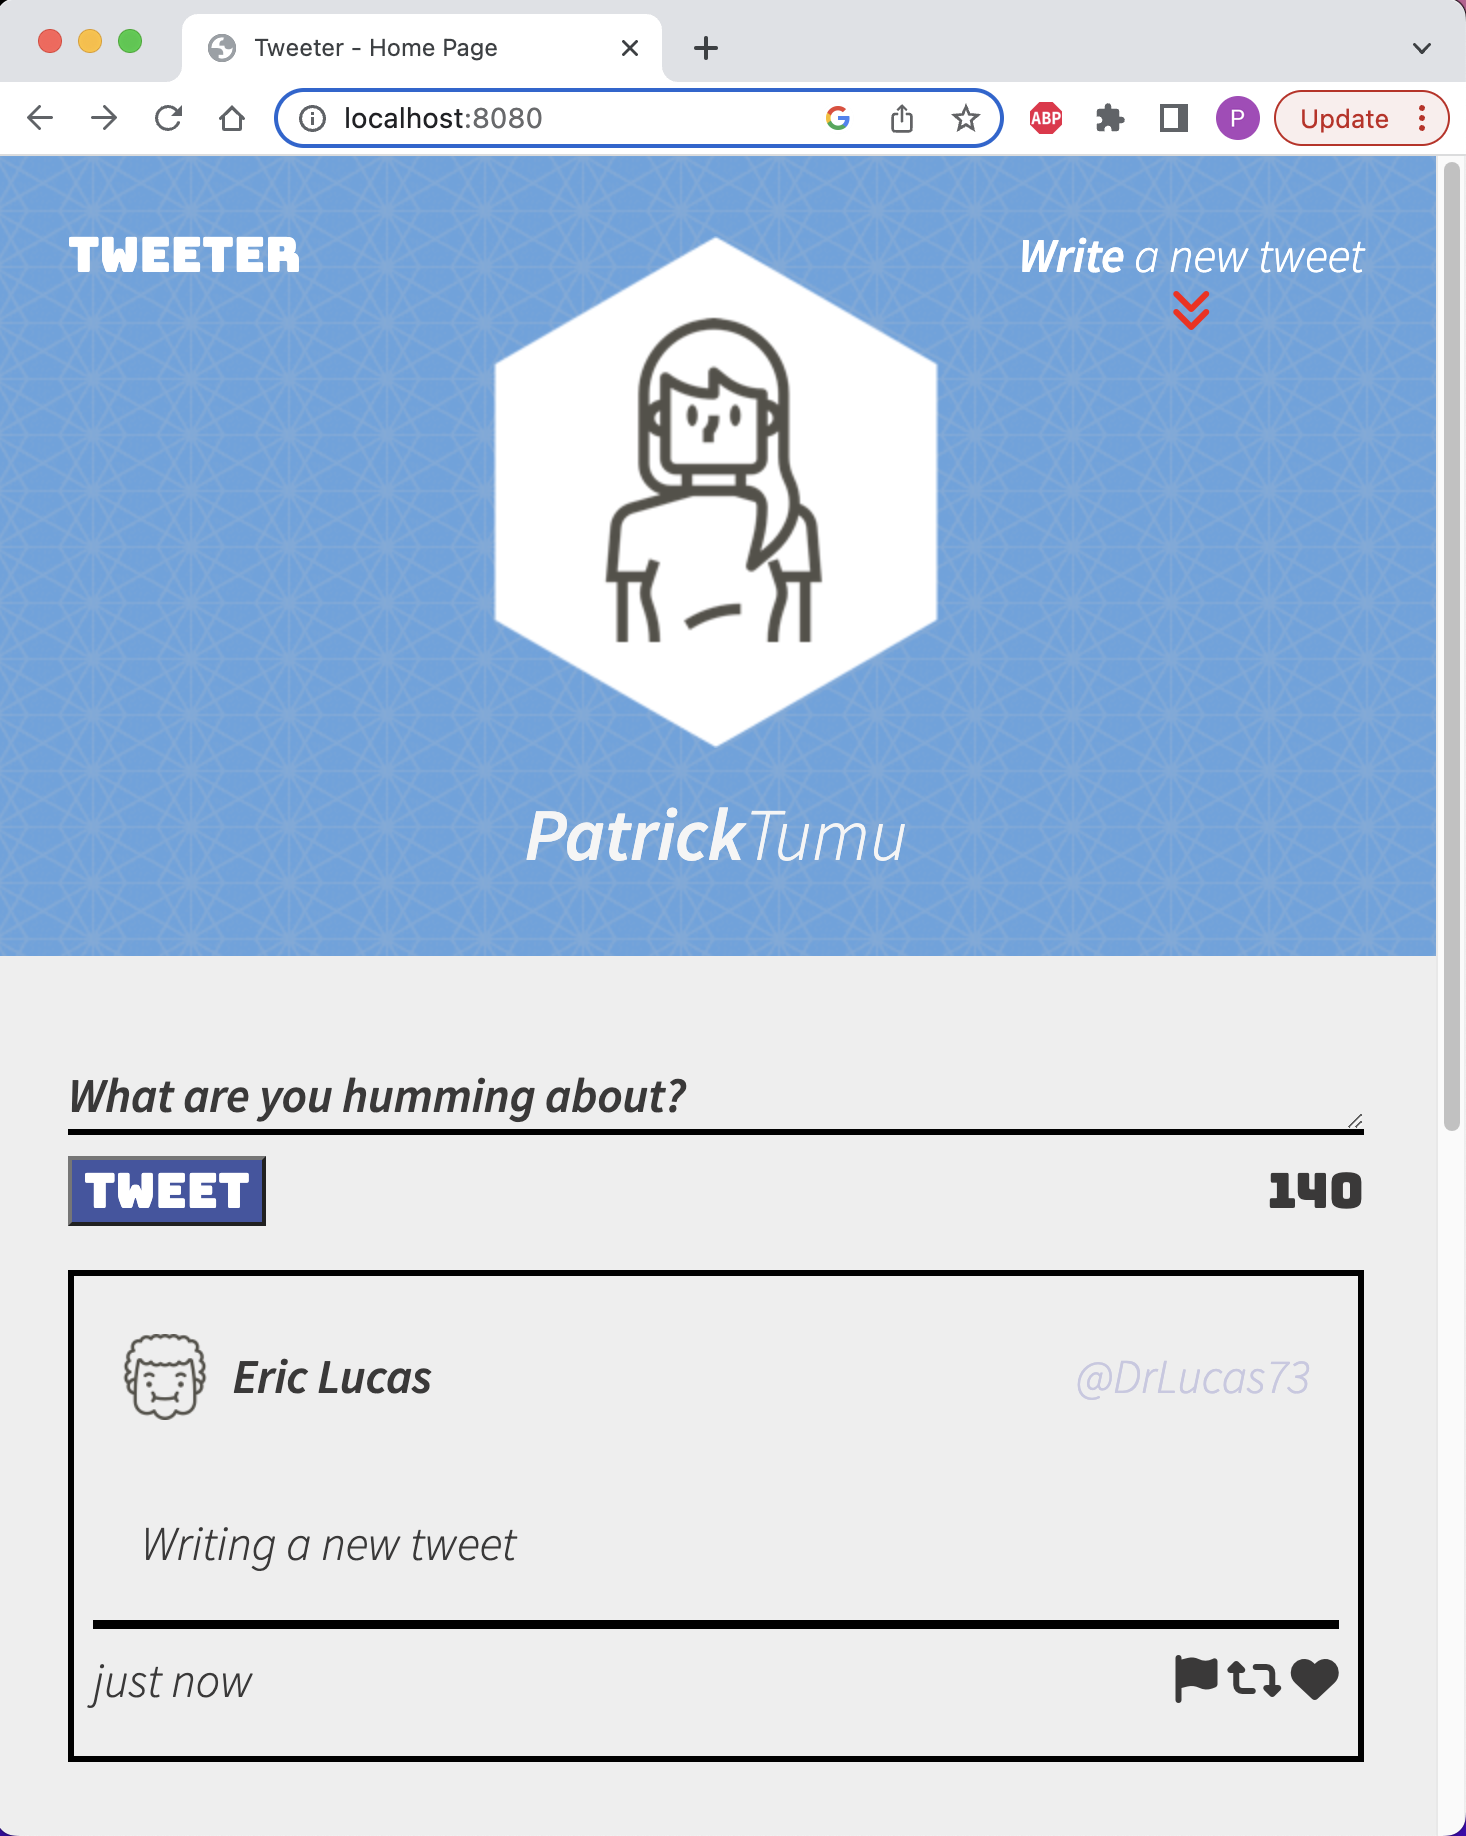 Tweeter - Home Page
localhost:8080
ABP
P
Update
TWEETER
Write a new tweet
PatrickTumu
What are you humming about?
TWEET
140
Eric Lucas
@DrLucas73
Writing a new tweet
just now